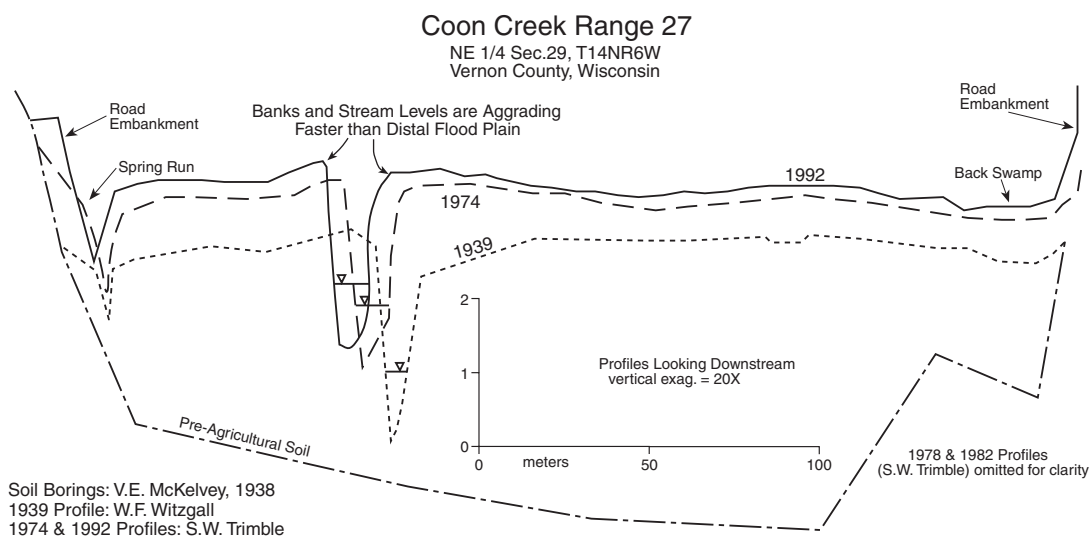 Coon Creek Range 27
NE 1/4 Sec.29, T14NR6W
Vernon County, Wisconsin
Road
Embankment
Banks and Stream Levels are Aggrading
Faster than Distal Flood Plain
Road
Embankment
Spring Run
Back Swamp
1992
1974
1939
2
1
0
0
meters
50
100
Profiles Looking Downstream
vertical exag. = 20X
Pre-Agricultural Soil
1978 & 1982 Profiles
(S.W. Trimble) omitted for clarity
Soil Borings: V.E. McKelvey, 1938
1939 Profile: W.F. Witzgall
1974 & 1992 Profiles: S.W. Trimble